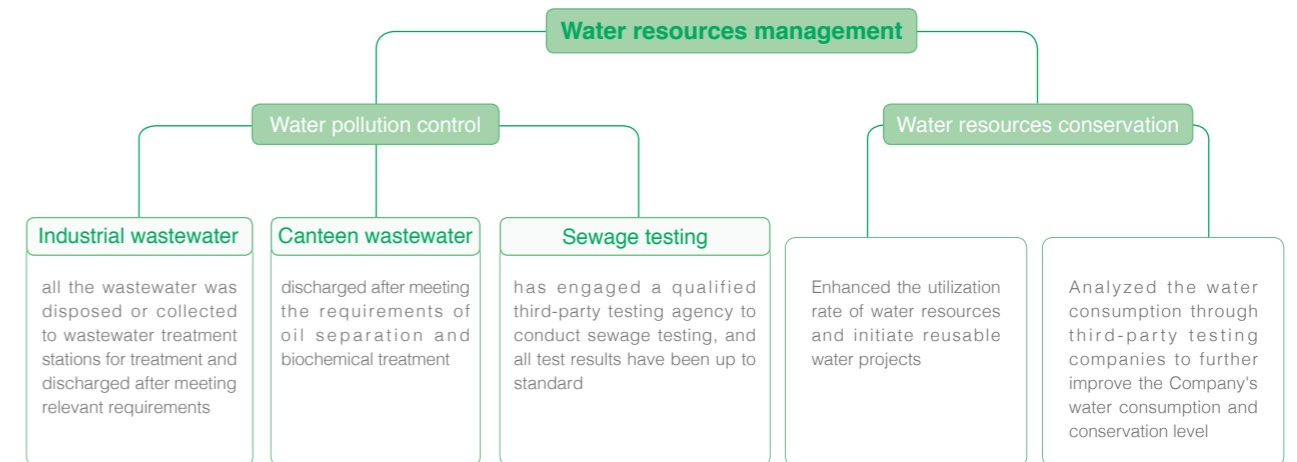 Water resources management
Water pollution control
Water resources conservation
Industrial wastewater
all the wastewater was
disposed or collected
to wastewater treatment
stations for treatment and
discharged after meeting
relevant requirements
Canteen wastewater
discharged after meeting
the requirements of
oil separation and
biochemical treatment
Sewage testing
has engaged a qualified
third-party testing agency to
conduct sewage testing, and
all test results have been up to
standard
Enhanced the utilization
rate of water resources
and initiate reusable
water projects
Analyzed the water
consumption through
third-party testing
companies to further
improve the Company's
water consumption and
conservation level